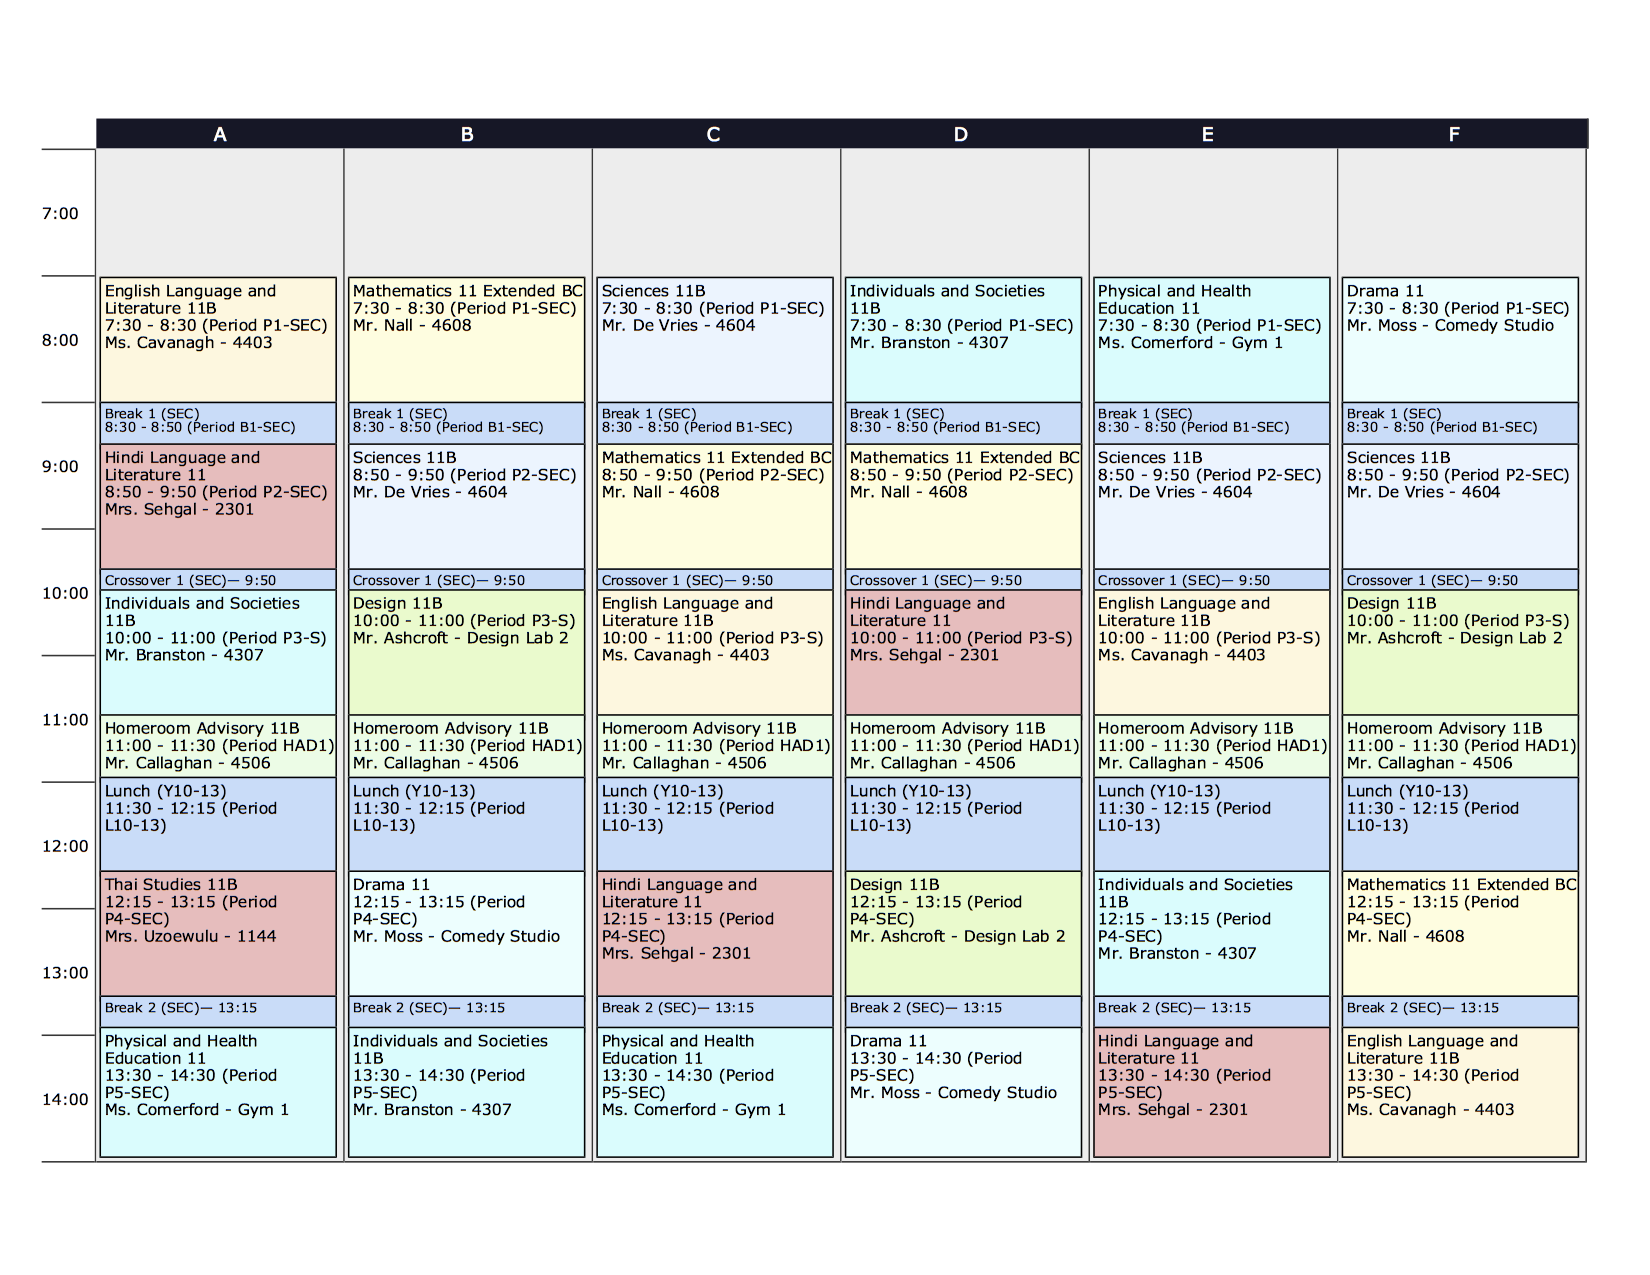 A B C D E F
7:00
8:00
9:00
10:00
11:00
12:00
13:00
14:00
English Language and
Literature 11B
7:30 - 8:30 (Period P1-SEC)
Ms. Cavanagh - 4403
Break 1 (SEC)
8:30 - 8:50 (Period B1-SEC)
Hindi Language and
Literature 11
8:50 - 9:50 (Period P2-SEC)
Mrs. Sehgal - 2301
Crossover 1 (SEC)— 9:50
Individuals and Societies
11B
10:00 - 11:00 (Period P3-S)
Mr. Branston - 4307
Homeroom Advisory 11B
11:00 - 11:30 (Period HAD1)
Mr. Callaghan - 4506
Lunch (Y10-13)
11:30 - 12:15 (Period
L10-13)
Thai Studies 11B
12:15 - 13:15 (Period
P4-SEC)
Mrs. Uzoewulu - 1144
Break 2 (SEC)— 13:15
Physical and Health
Education 11
13:30 - 14:30 (Period
P5-SEC)
Ms. Comerford - Gym 1
Mathematics 11 Extended BC
7:30 - 8:30 (Period P1-SEC)
Mr. Nall - 4608
Break 1 (SEC)
8:30 - 8:50 (Period B1-SEC)
Sciences 11B
8:50 - 9:50 (Period P2-SEC)
Mr. De Vries - 4604
Crossover 1 (SEC)— 9:50
Design 11B
10:00 - 11:00 (Period P3-S)
Mr. Ashcroft - Design Lab 2
Homeroom Advisory 11B
11:00 - 11:30 (Period HAD1)
Mr. Callaghan - 4506
Lunch (Y10-13)
11:30 - 12:15 (Period
L10-13)
Drama 11
12:15 - 13:15 (Period
P4-SEC)
Mr. Moss - Comedy Studio
Break 2 (SEC)— 13:15
Individuals and Societies
11B
13:30 - 14:30 (Period
P5-SEC)
Mr. Branston - 4307
Sciences 11B
7:30 - 8:30 (Period P1-SEC)
Mr. De Vries - 4604
Break 1 (SEC)
8:30 - 8:50 (Period B1-SEC)
Mathematics 11 Extended BC
8:50 - 9:50 (Period P2-SEC)
Mr. Nall - 4608
Crossover 1 (SEC)— 9:50
English Language and
Literature 11B
10:00 - 11:00 (Period P3-S)
Ms. Cavanagh - 4403
Homeroom Advisory 11B
11:00 - 11:30 (Period HAD1)
Mr. Callaghan - 4506
Lunch (Y10-13)
11:30 - 12:15 (Period
L10-13)
Hindi Language and
Literature 11
12:15 - 13:15 (Period
P4-SEC)
Mrs. Sehgal - 2301
Break 2 (SEC)— 13:15
Physical and Health
Education 11
13:30 - 14:30 (Period
P5-SEC)
Ms. Comerford - Gym 1
Individuals and Societies
11B
7:30 - 8:30 (Period P1-SEC)
Mr. Branston - 4307
Break 1 (SEC)
8:30 - 8:50 (Period B1-SEC)
Mathematics 11 Extended BC
8:50 - 9:50 (Period P2-SEC)
Mr. Nall - 4608
Crossover 1 (SEC)— 9:50
Hindi Language and
Literature 11
10:00 - 11:00 (Period P3-S)
Mrs. Sehgal - 2301
Homeroom Advisory 11B
11:00 - 11:30 (Period HAD1)
Mr. Callaghan - 4506
Lunch (Y10-13)
11:30 - 12:15 (Period
L10-13)
Design 11B
12:15 - 13:15 (Period
P4-SEC)
Mr. Ashcroft - Design Lab 2
Break 2 (SEC)— 13:15
Drama 11
13:30 - 14:30 (Period
P5-SEC)
Mr. Moss - Comedy Studio
Physical and Health
Education 11
7:30 - 8:30 (Period P1-SEC)
Ms. Comerford - Gym 1
Break 1 (SEC)
8:30 - 8:50 (Period B1-SEC)
Sciences 11B
8:50 - 9:50 (Period P2-SEC)
Mr. De Vries - 4604
Crossover 1 (SEC)— 9:50
English Language and
Literature 11B
10:00 - 11:00 (Period P3-S)
Ms. Cavanagh - 4403
Homeroom Advisory 11B
11:00 - 11:30 (Period HAD1)
Mr. Callaghan - 4506
Lunch (Y10-13)
11:30 - 12:15 (Period
L10-13)
Individuals and Societies
11B
12:15 - 13:15 (Period
P4-SEC)
Mr. Branston - 4307
Break 2 (SEC)— 13:15
Hindi Language and
Literature 11
13:30 - 14:30 (Period
P5-SEC)
Mrs. Sehgal - 2301
Drama 11
7:30 - 8:30 (Period P1-SEC)
Mr. Moss - Comedy Studio
Break 1 (SEC)
8:30 - 8:50 (Period B1-SEC)
Sciences 11B
8:50 - 9:50 (Period P2-SEC)
Mr. De Vries - 4604
Crossover 1 (SEC)— 9:50
Design 11B
10:00 - 11:00 (Period P3-S)
Mr. Ashcroft - Design Lab 2
Homeroom Advisory 11B
11:00 - 11:30 (Period HAD1)
Mr. Callaghan - 4506
Lunch (Y10-13)
11:30 - 12:15 (Period
L10-13)
Mathematics 11 Extended BC
12:15 - 13:15 (Period
P4-SEC)
Mr. Nall - 4608
Break 2 (SEC)— 13:15
English Language and
Literature 11B
13:30 - 14:30 (Period
P5-SEC)
Ms. Cavanagh - 4403